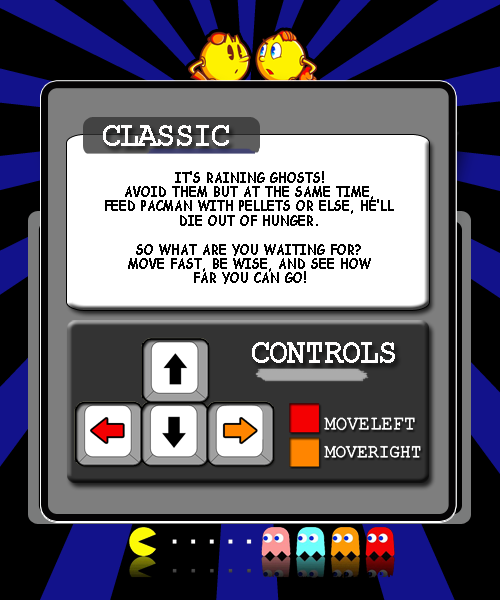 CLASSIC
IT'S RAINING GHOSTS!
AVOID THEM BUT AT THE SAME TIME,
FEED PACMAN WITH PELLETS OR ELSE, HE'LL
DIE OUT OF HUNGER.
SO WHAT ARE YOU WAITING FOR?
MOVE FAST, BE WISE, AND SEE HOW
FAR YOU CAN GO!
CONTROLS
MOVELEFT
MOVERIGHT